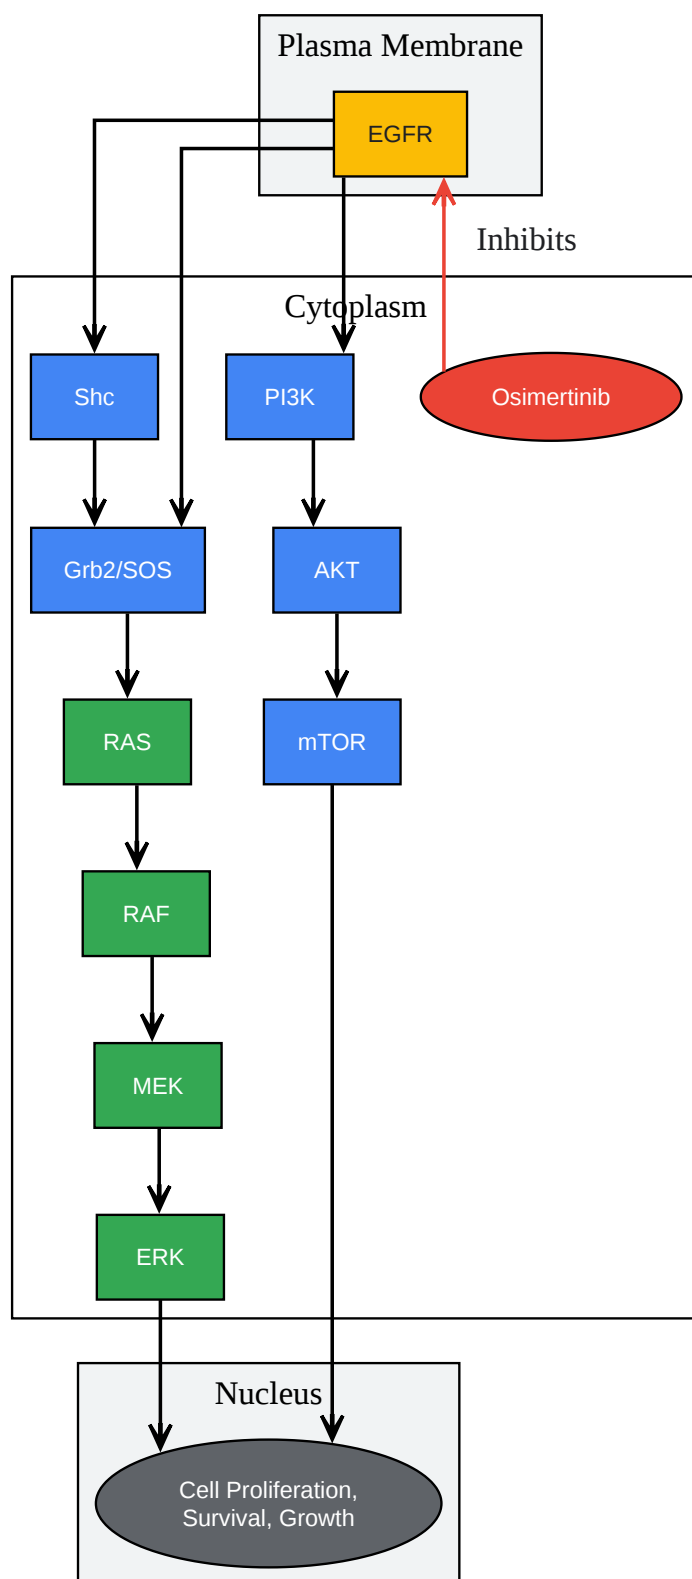 Plasma Membrane
EGFR
Inhibits
Cytoplasm
Shc
PI3K
Osimertinib
Grb2/SOS
AKT
RAS
mTOR
RAF
MEK
ERK
Nucleus
Cell Proliferation,
Survival, Growth